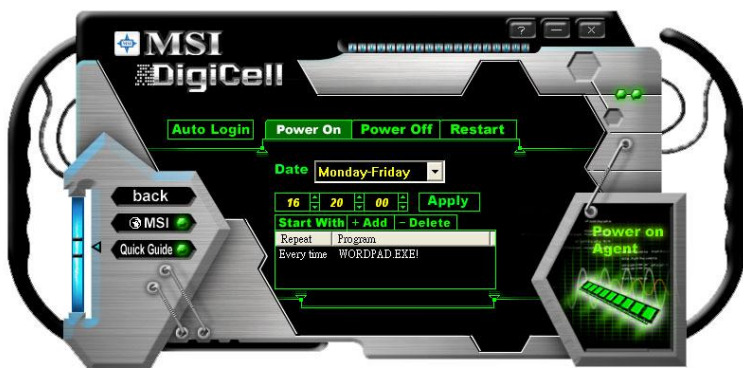 MSI
DigiCell
Auto Login Power On Power Off Restart
Date Monday-Friday
16 20 00 Apply
Start With + Add - Delete
Repeat Program
Every time WORDPAD.EXE!
back
MSI
Quick Guide
Power on
Agent